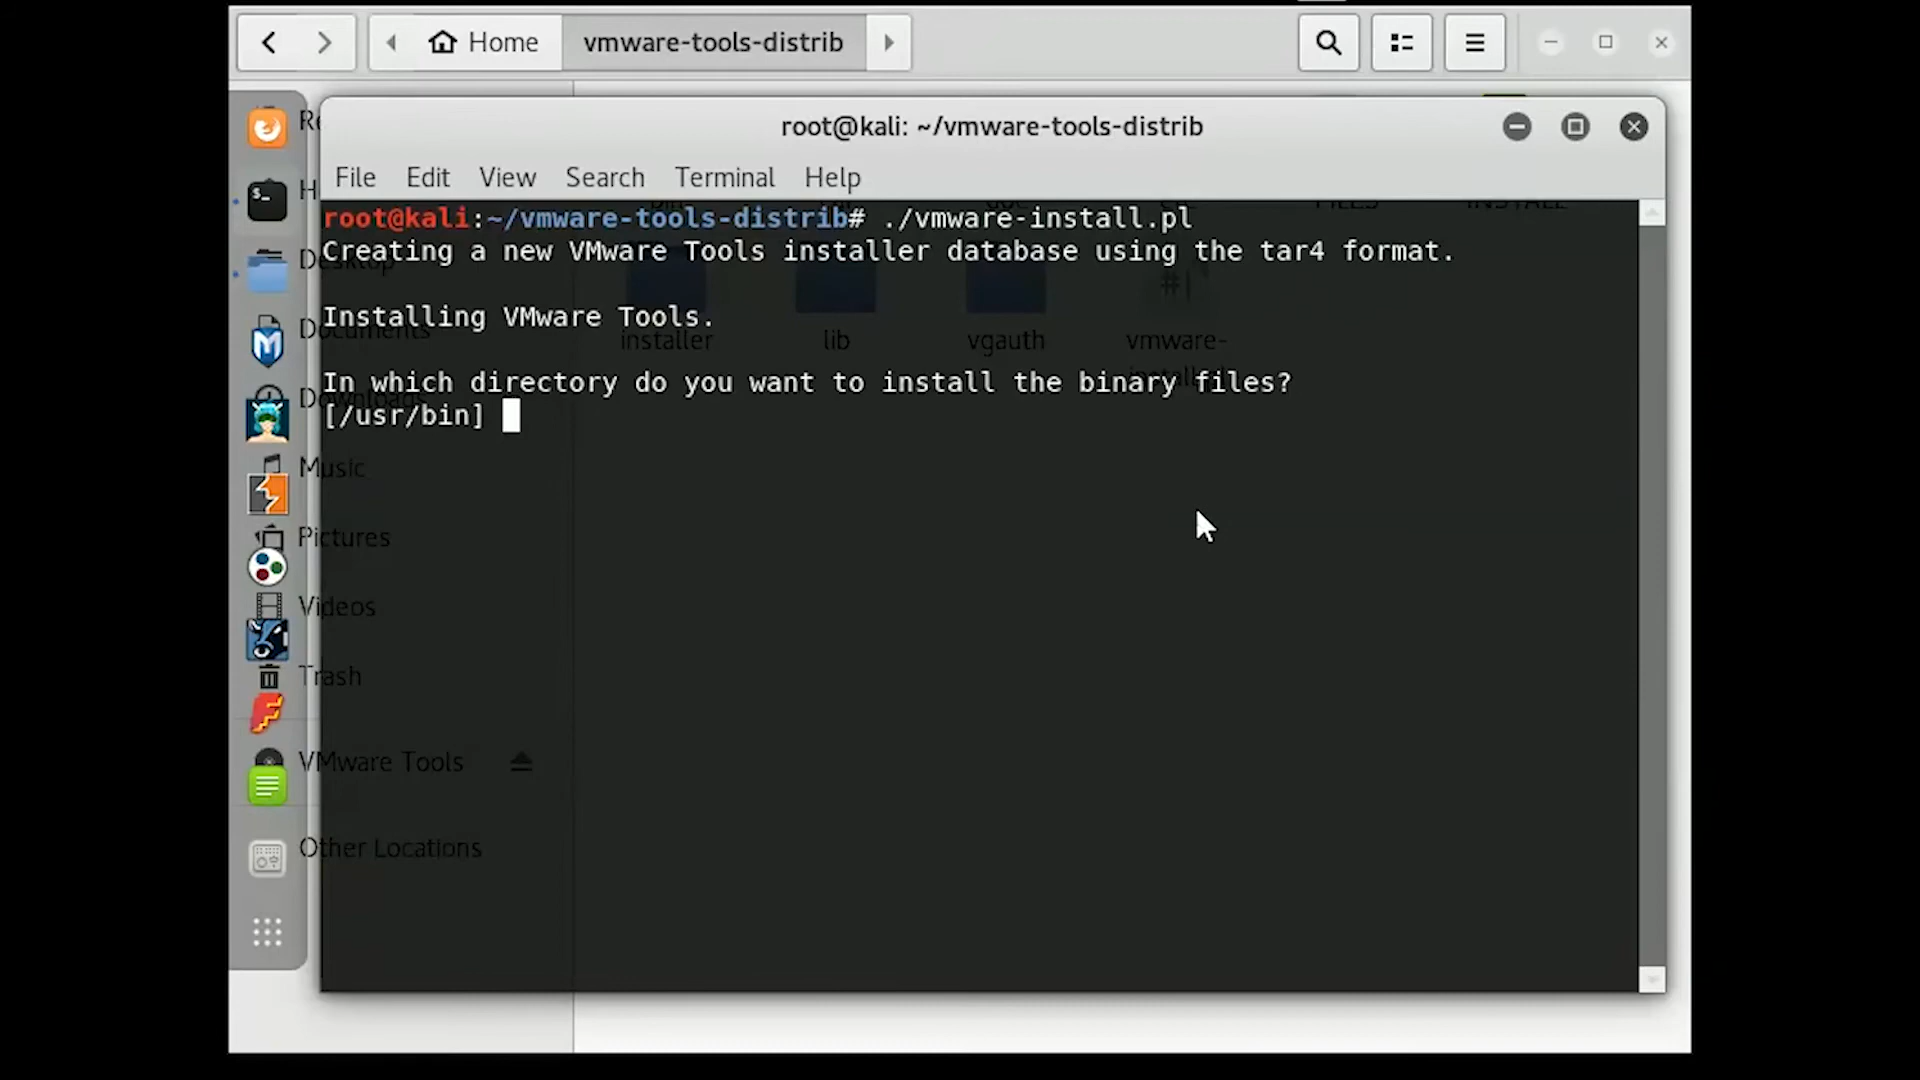 Home
vmware-tools-distrib
root@kali: ~/vmware-tools-distrib
File Edit View Search Terminal Help
root@kali:~/vmware-tools-distrib# ./vmware-install.pl
Creating a new VMware Tools installer database using the tar4 format.
Installing VMware Tools.
In which directory do you want to install the binary files?
[/usr/bin]
Desktop
Documents
Downloads
Music
Pictures
Videos
Trash
VMware Tools
Other Locations
installer
lib
vgauth
vmware-